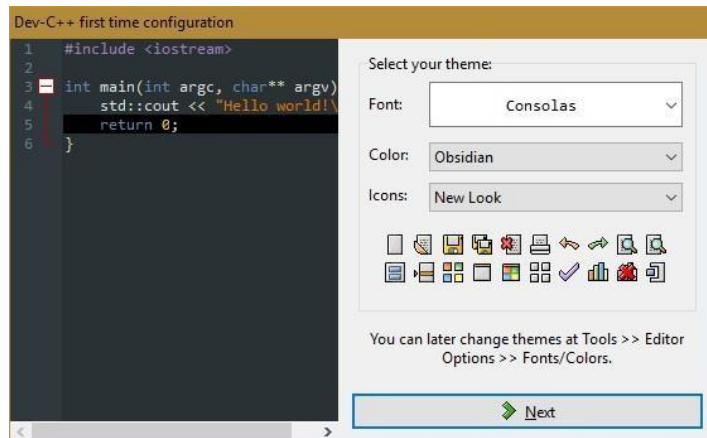 Dev-C++ first time configuration
1 #include <iostream>
2
3 int main(int argc, char** argv)
4 std::cout << "Hello world!\
5 return 0;
6 }
Select your theme:
Font: Consolas
Color: Obsidian
Icons: New Look
You can later change themes at Tools >> Editor
Options >> Fonts/Colors.
Next